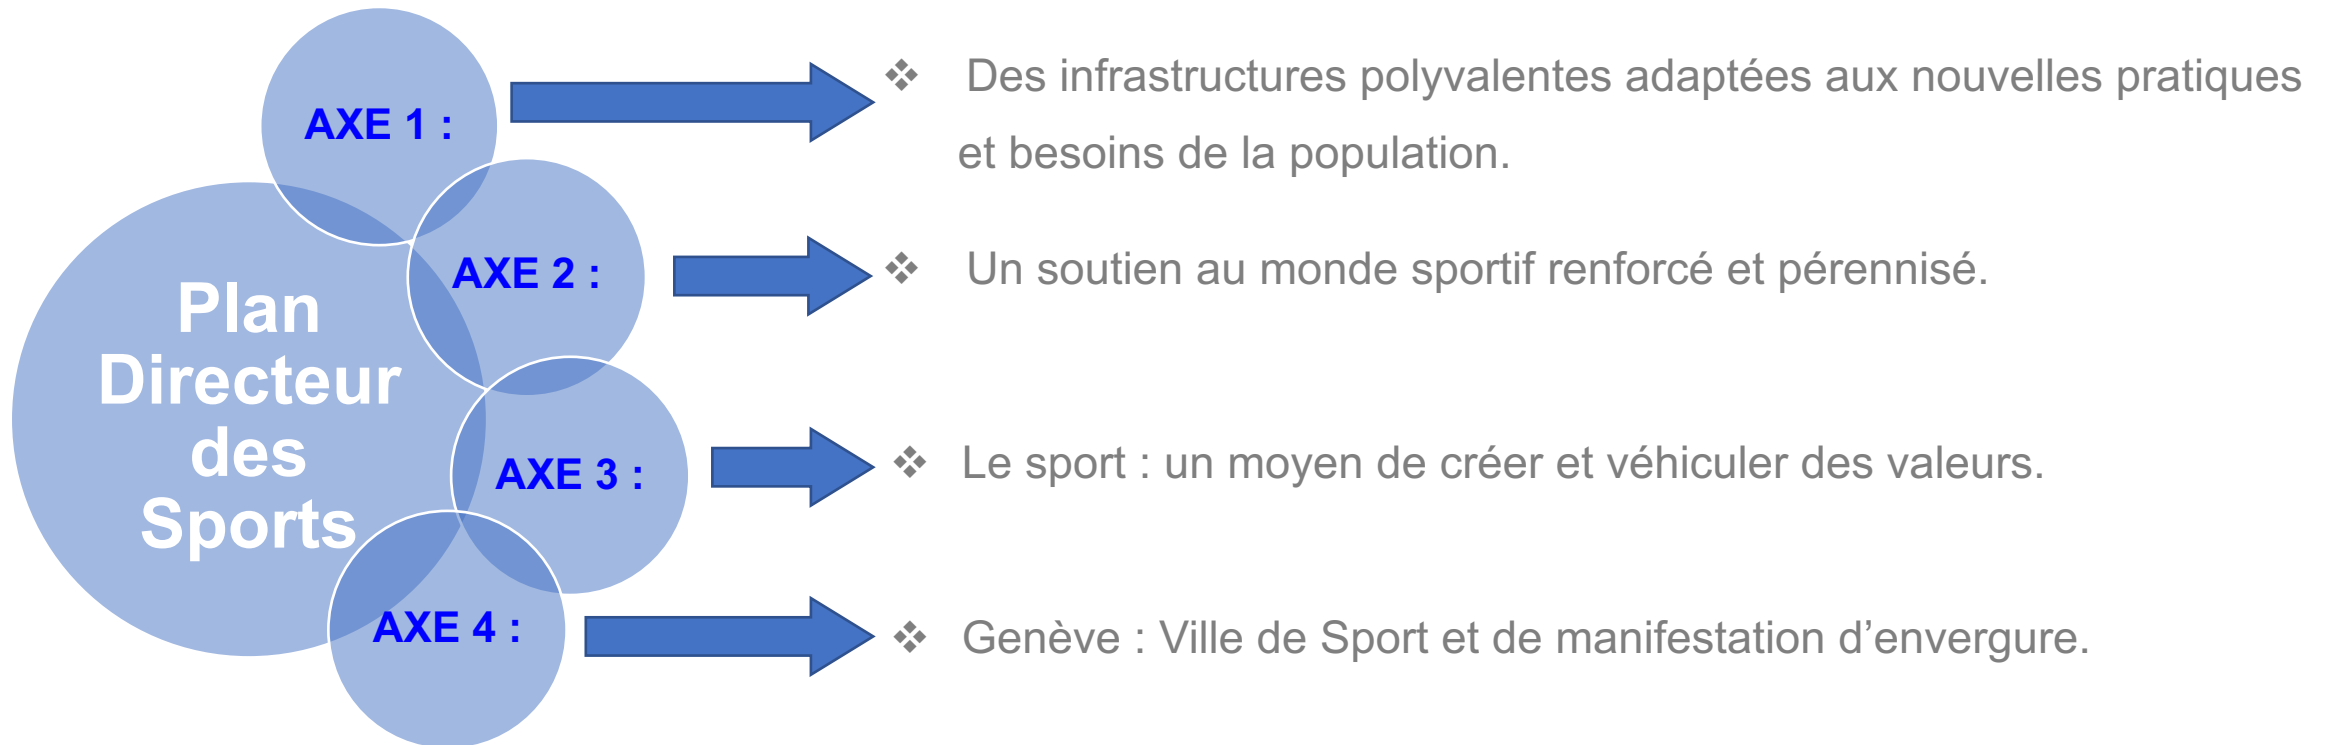 Plan
Directeur
des
Sports
AXE 1 :
❖ Des infrastructures polyvalentes adaptées aux nouvelles pratiques
et besoins de la population.
AXE 2 :
❖ Un soutien au monde sportif renforcé et pérennisé.
AXE 3 :
❖ Le sport : un moyen de créer et véhiculer des valeurs.
AXE 4 :
❖ Genève : Ville de Sport et de manifestation d’envergure.